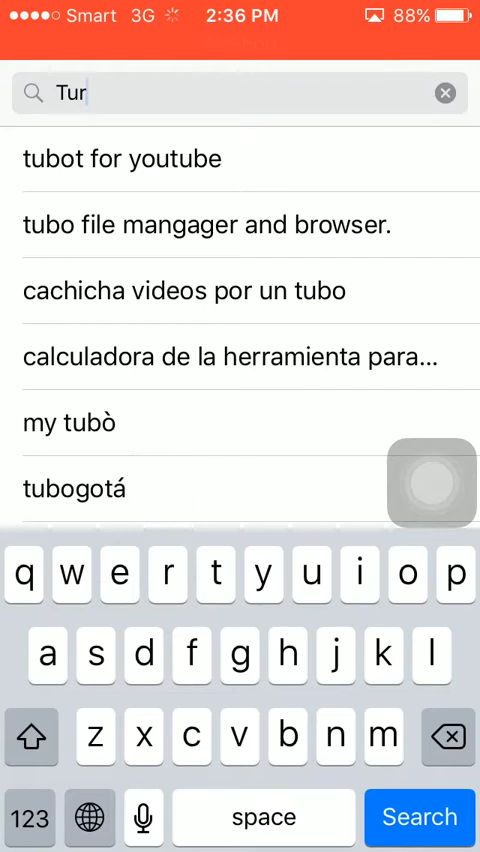 Smart 3G 2:36 PM 88%
Tur
tubot for youtube
tubo file mangager and browser.
cachicha videos por un tubo
calculadora de la herramienta para...
my tubò
tubogotá
q w e r t y u i o p
a s d f g h j k l
z x c v b n m
123 space Search